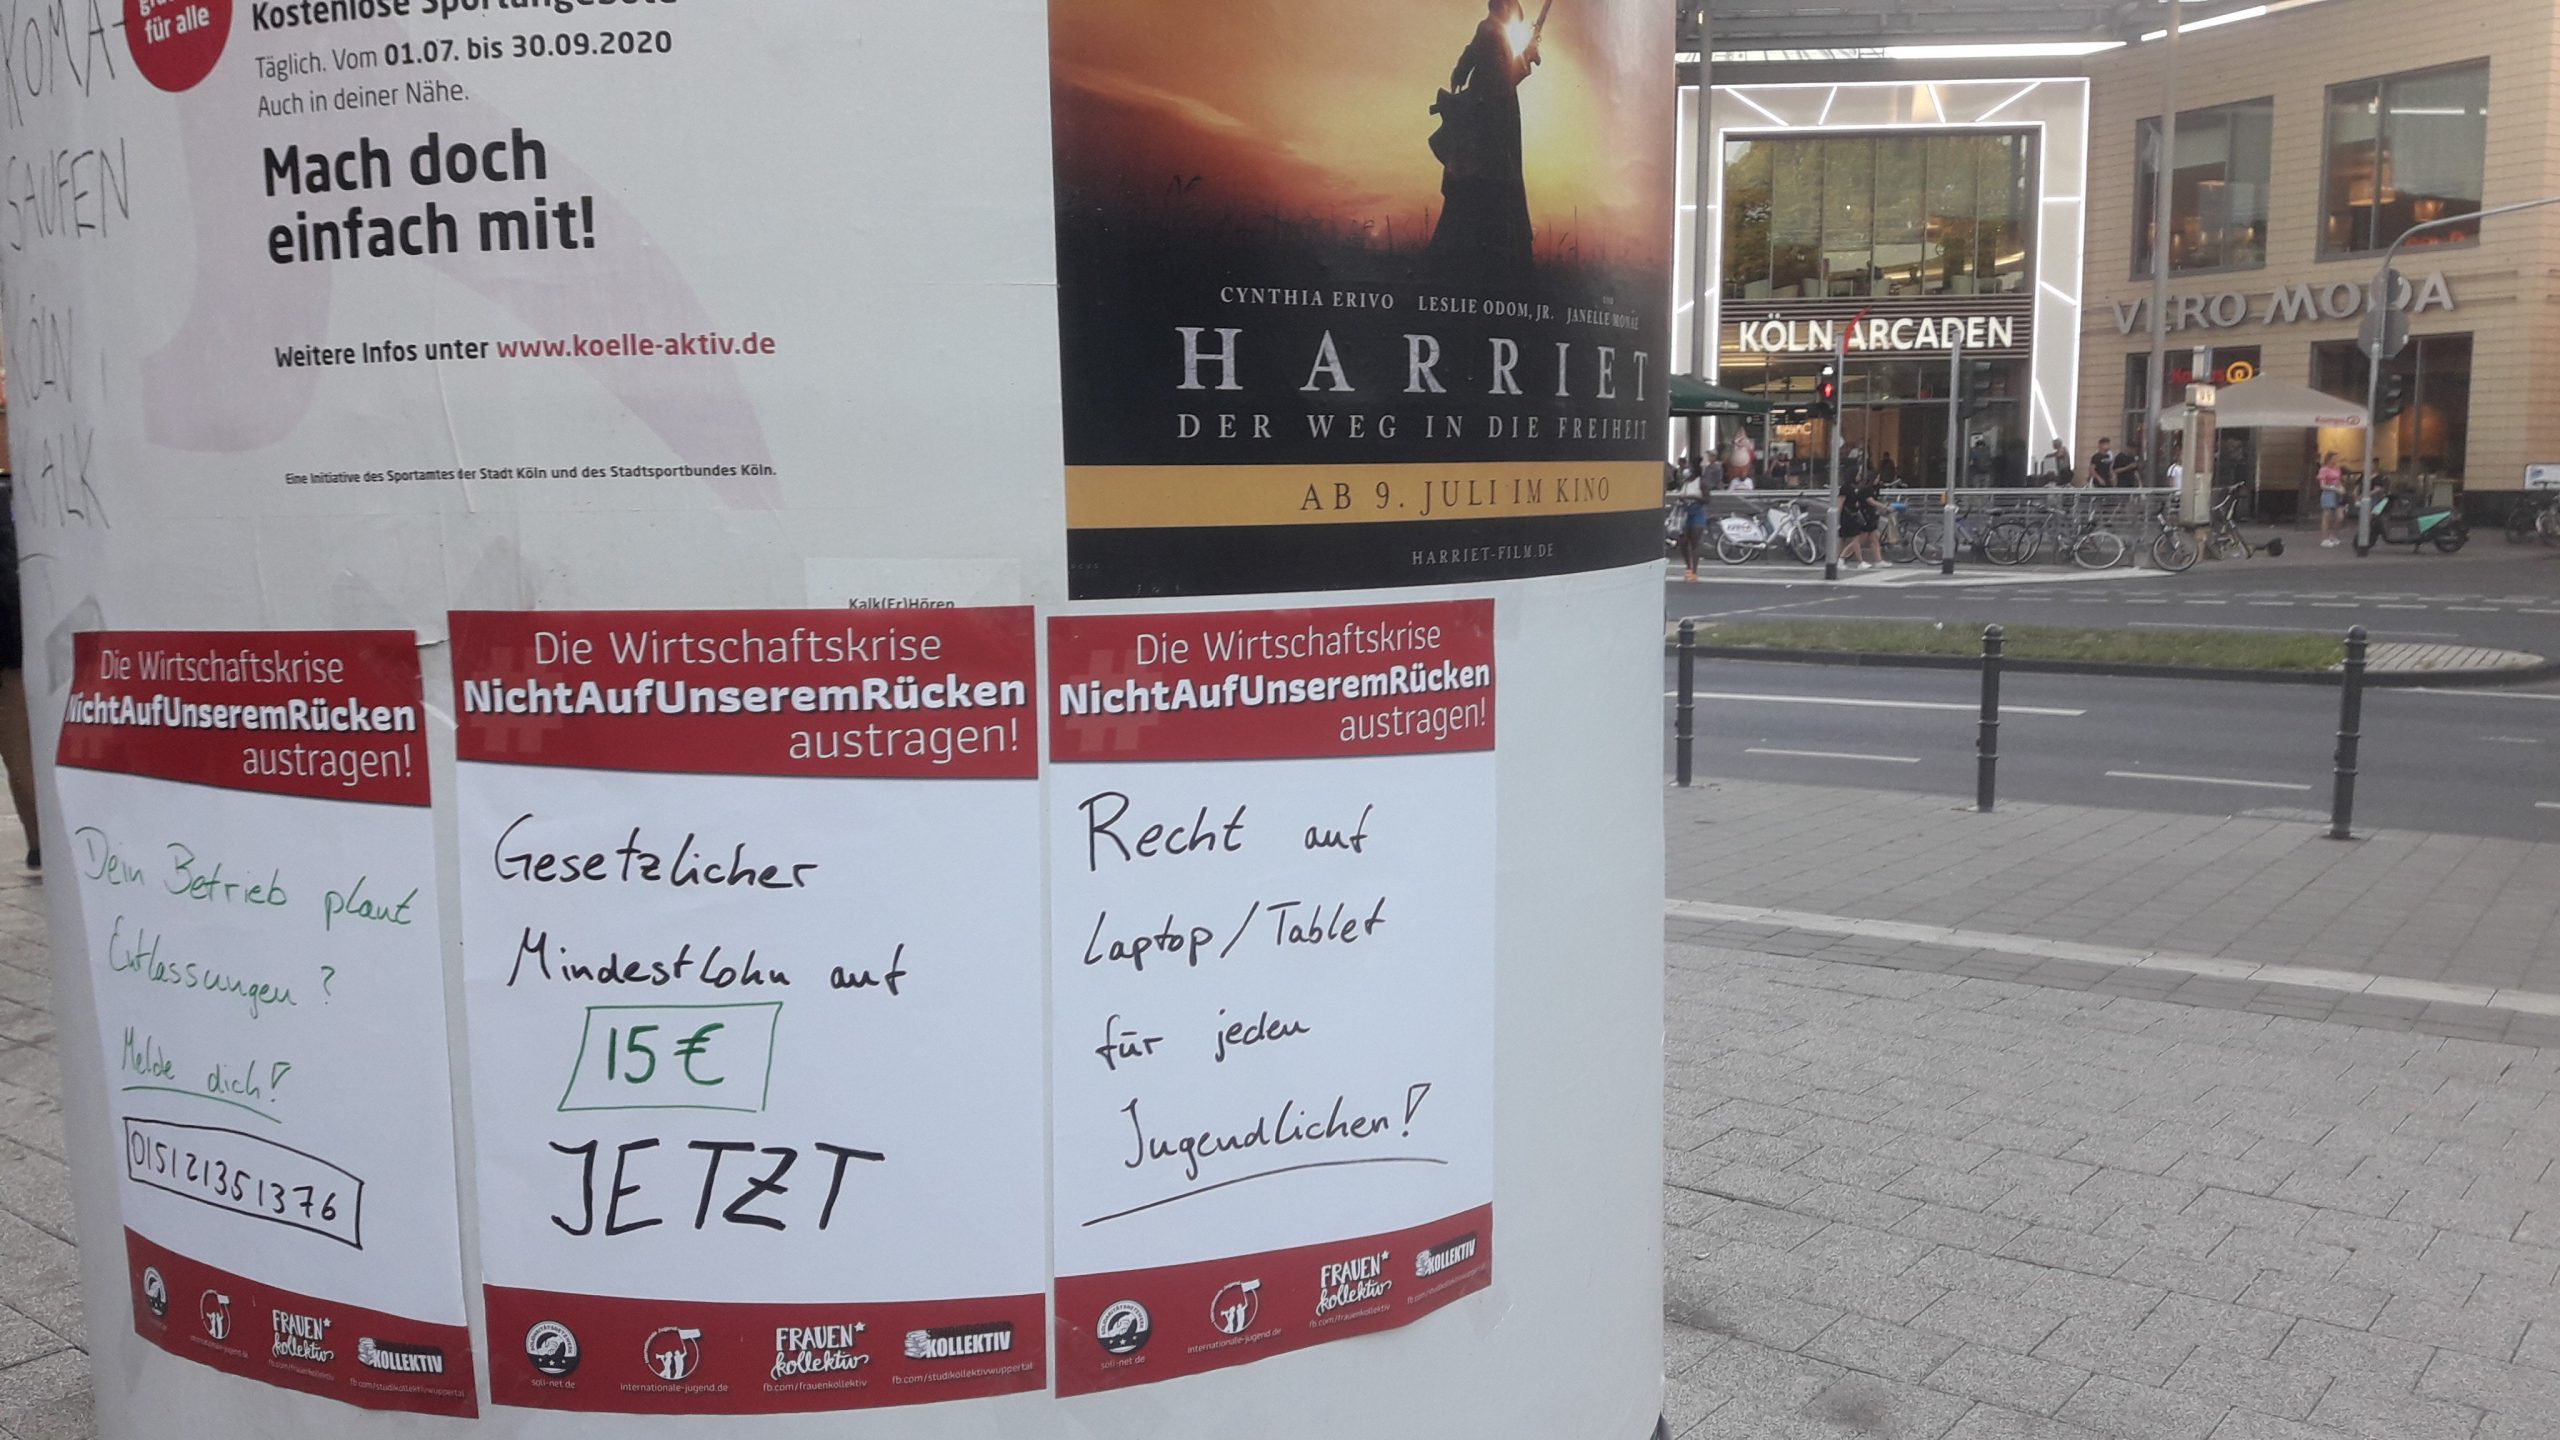 für alle
Kostenlose Sportangebote
Täglich. Vom 01.07. bis 30.09.2020
Auch in deiner Nähe.
Mach doch
einfach mit!
Weitere Infos unter www.koelle-aktiv.de
Eine Initiative des Sportamtes der Stadt Köln und des Stadtsportbundes Köln.
KOMA-
SAUFEN
KÖLN,
KALK
CYNTHIA ERIVO LESLIE ODOM, JR. UND JANELLE MONÁE
HARRIET
DER WEG IN DIE FREIHEIT
AB 9. JULI IM KINO
HARRIET-FILM.DE
KÖLN ARCADEN
VERO MODA
Kamps
Kalk(Er)Hören
Die Wirtschaftskrise
#NichtAufUnseremRücken
austragen!
Dein Betrieb plant
Entlassungen?
Melde dich!
015121351376
FRAUEN*
kollektiv
fb.com/frauenkollektiv
KOLLEKTIV
fb.com/studikollektivwuppertal
Die Wirtschaftskrise
#NichtAufUnseremRücken
austragen!
Gesetzlicher
Mindestlohn auf
15€
JETZT
soli-net.de
internationale-jugend.de
FRAUEN*
kollektiv
fb.com/frauenkollektiv
KOLLEKTIV
fb.com/studikollektivwuppertal
Die Wirtschaftskrise
#NichtAufUnseremRücken
austragen!
Recht auf
Laptop/Tablet
für jeden
Jugendlichen!
soli-net.de
internationale-jugend.de
FRAUEN*
kollektiv
fb.com/frauenkollektiv
KOLLEKTIV